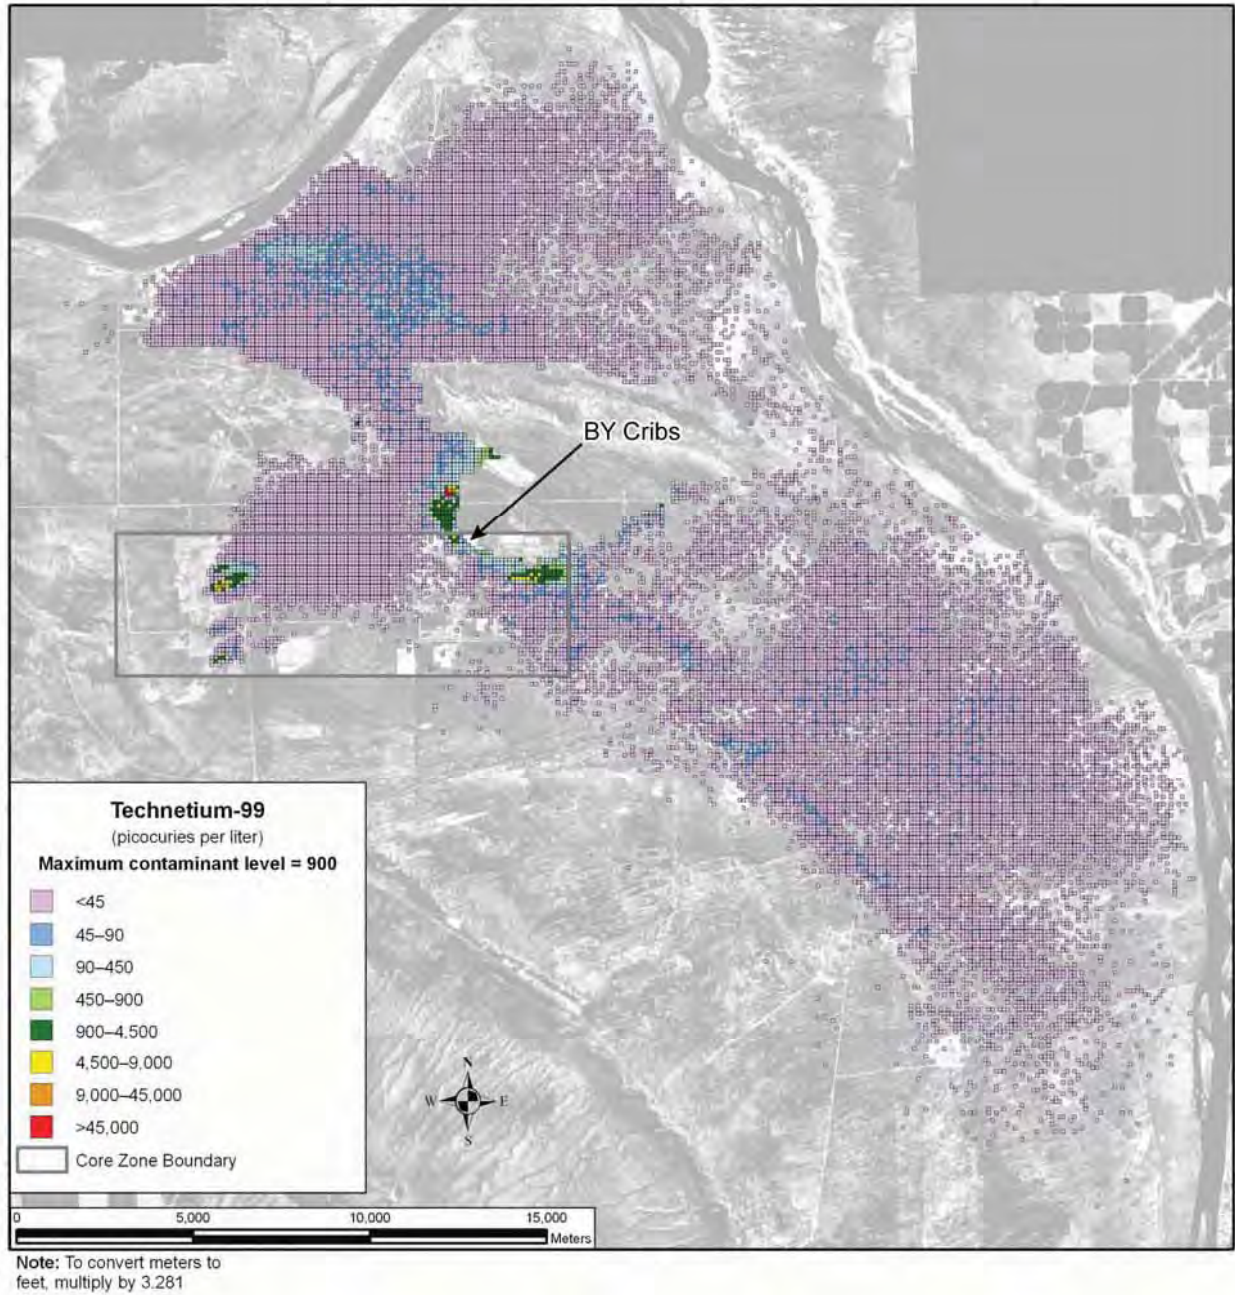 BY Cribs
Technetium-99
(picocuries per liter)
Maximum contaminant level = 900
<45
45–90
90–450
450–900
900–4.500
4,500–9,000
9,000–45,000
>45,000
Core Zone Boundary
N
W E
S
0 5,000 10,000 15,000
Meters
Note: To convert meters to
feet, multiply by 3.281